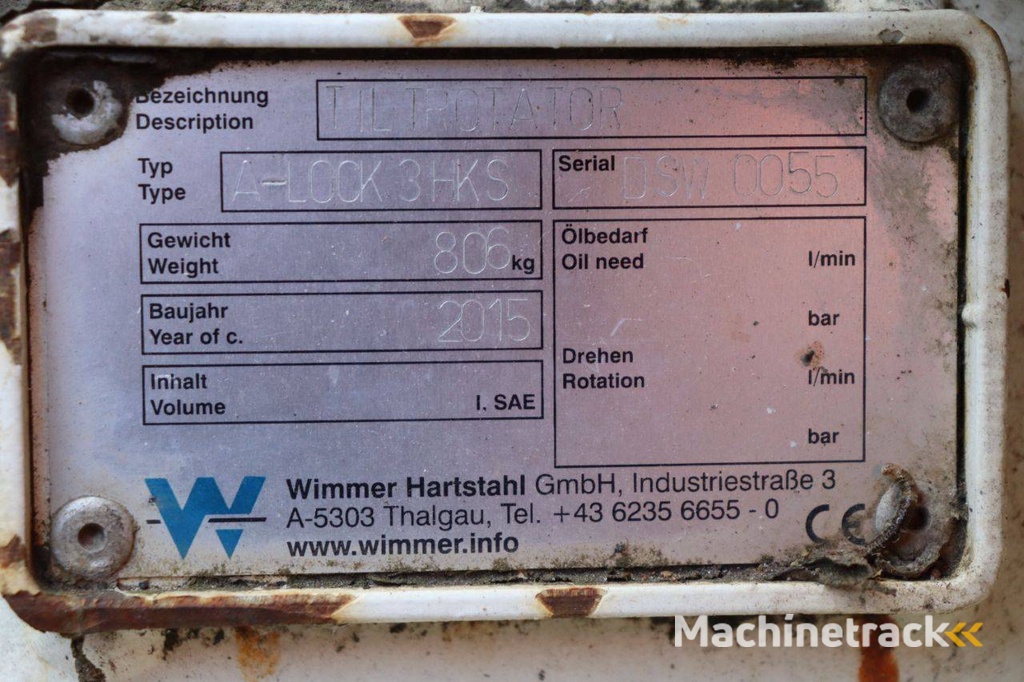 Bezeichnung
Description
TILTROTATOR
Typ
Type
A-LOCK 3 HKS
Serial
DSW 0055
Gewicht
Weight
806 kg
Ölbedarf
Oil need
l/min
bar
Baujahr
Year of c.
2015
Drehen
Rotation
l/min
bar
Inhalt
Volume
l. SAE
W
Wimmer Hartstahl GmbH, Industriestraße 3
A-5303 Thalgau, Tel. +43 6235 6655 - 0
www.wimmer.info
CE
Machinetrack